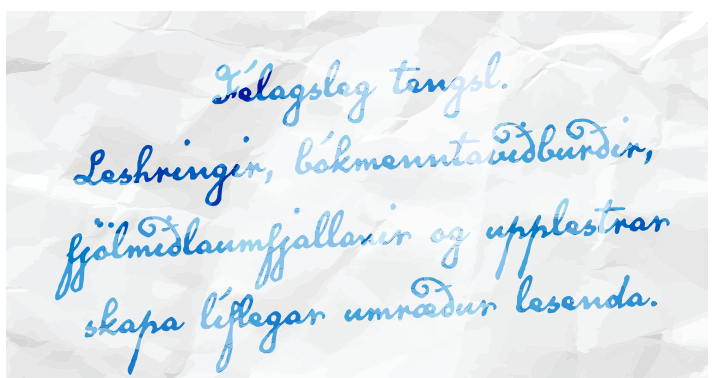 Félagsleg tengsl.
Leshringir, bókmenntaviðburðir,
fjölmiðlaumfjallanir og upplestrar
skapa líflegar umræður lesenda.